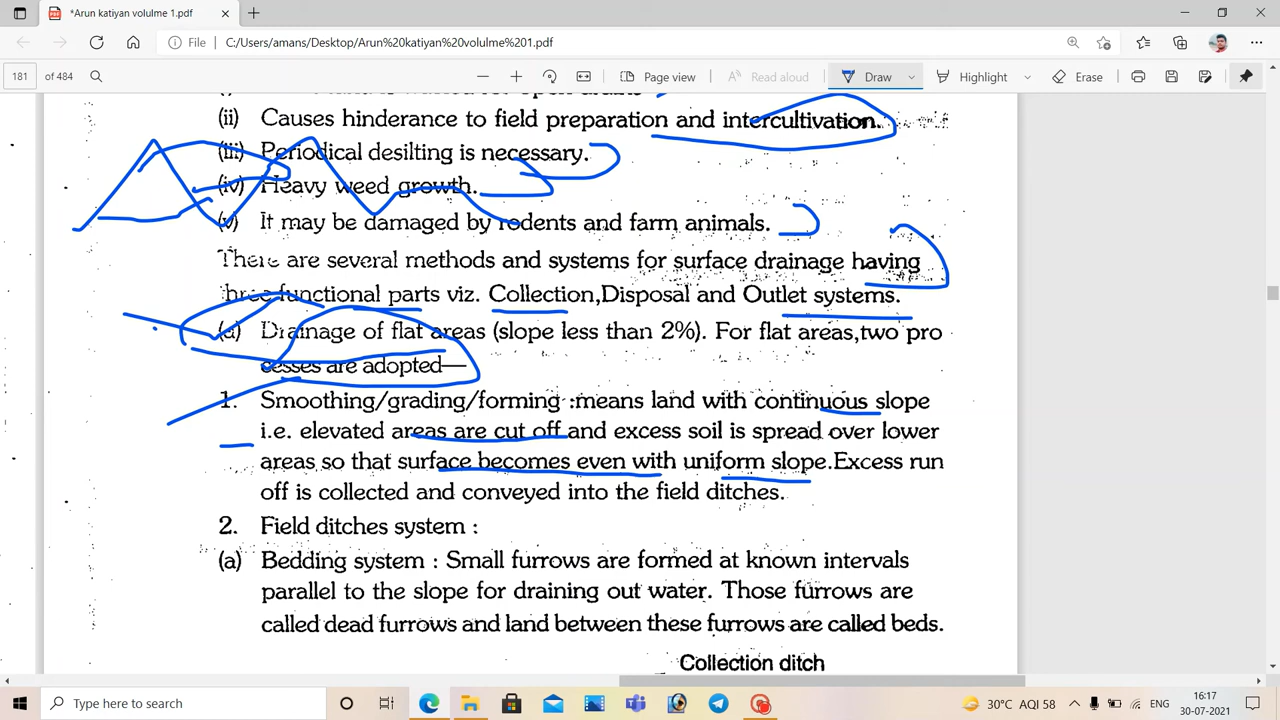 *Arun katiyan volulme 1.pdf
File C:/Users/amans/Desktop/Arun%20katiyan%20volulme%201.pdf
181 of 484 Page view Read aloud Draw Highlight Erase
(ii) Causes hinderance to field preparation and intercultivation.
(iii) Periodical desilting is necessary.
(iv) Heavy weed growth.
(v) It may be damaged by rodents and farm animals.
There are several methods and systems for surface drainage having
three functional parts viz. Collection,Disposal and Outlet systems.
(a) Drainage of flat areas (slope less than 2%). For flat areas,two pro
cesses are adopted—
1. Smoothing/grading/forming :means land with continuous slope
i.e. elevated areas are cut off and excess soil is spread over lower
areas so that surface becomes even with uniform slope.Excess run
off is collected and conveyed into the field ditches.
2. Field ditches system :
(a) Bedding system : Small furrows are formed at known intervals
parallel to the slope for draining out water. Those furrows are
called dead furrows and land between these furrows are called beds.
Collection ditch
Type here to search
30°C AQI 58 ENG
16:17
30-07-2021